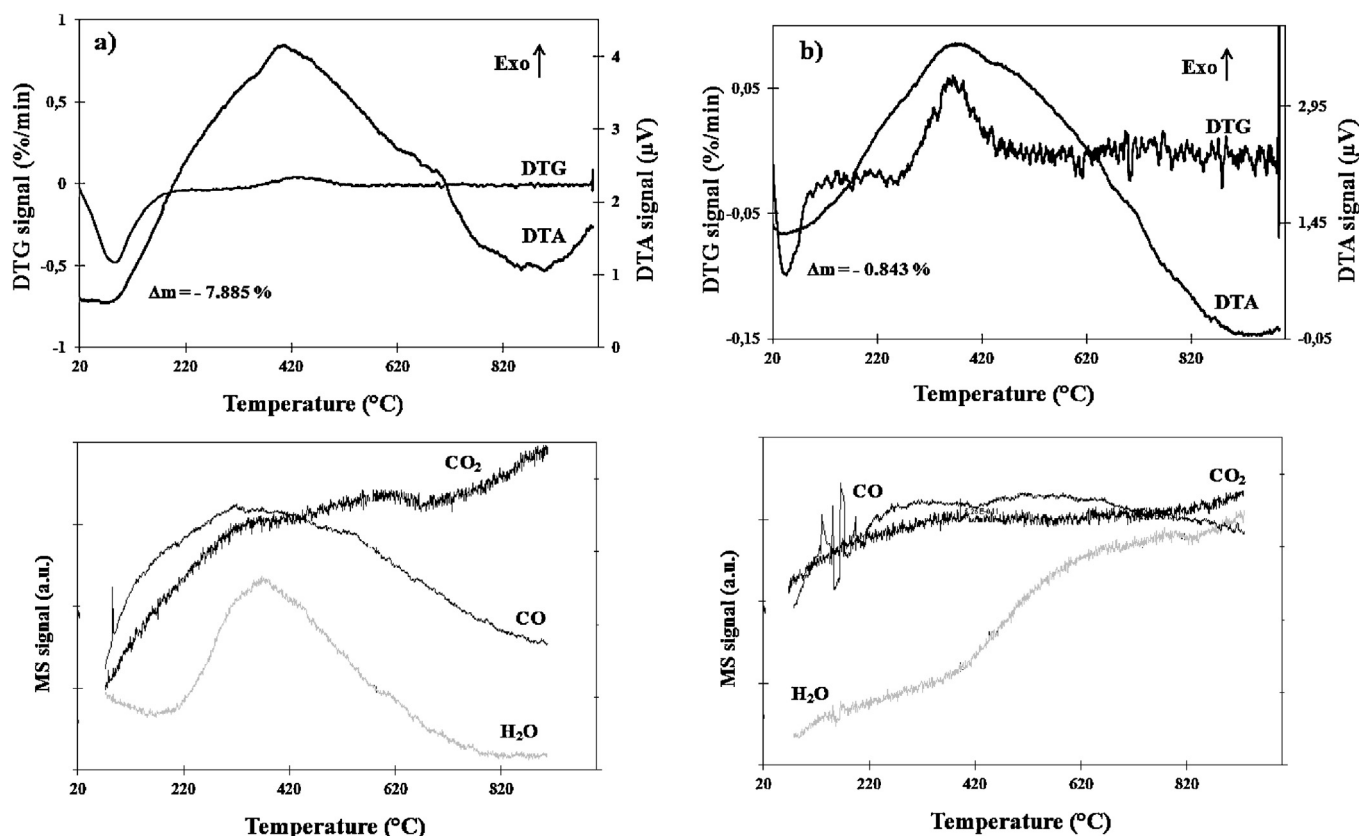 a)
Exo
1
0,5
0
-0,5
-1
DTG signal (%/min)
4
3
2
1
0
DTA signal (µV)
DTG
DTA
Δm = – 7.885 %
20 220 420 620 820
Temperature (°C)
b)
Exo
0,05
-0,05
-0,15
DTG signal (%/min)
2,95
1,45
-0,05
DTA signal (µV)
DTG
DTA
Δm = – 0.843 %
20 220 420 620 820
Temperature (°C)
MS signal (a.u.)
CO₂
CO
H₂O
20 220 420 620 820
Temperature (°C)
MS signal (a.u.)
CO
CO₂
H₂O
20 220 420 620 820
Temperature (°C)